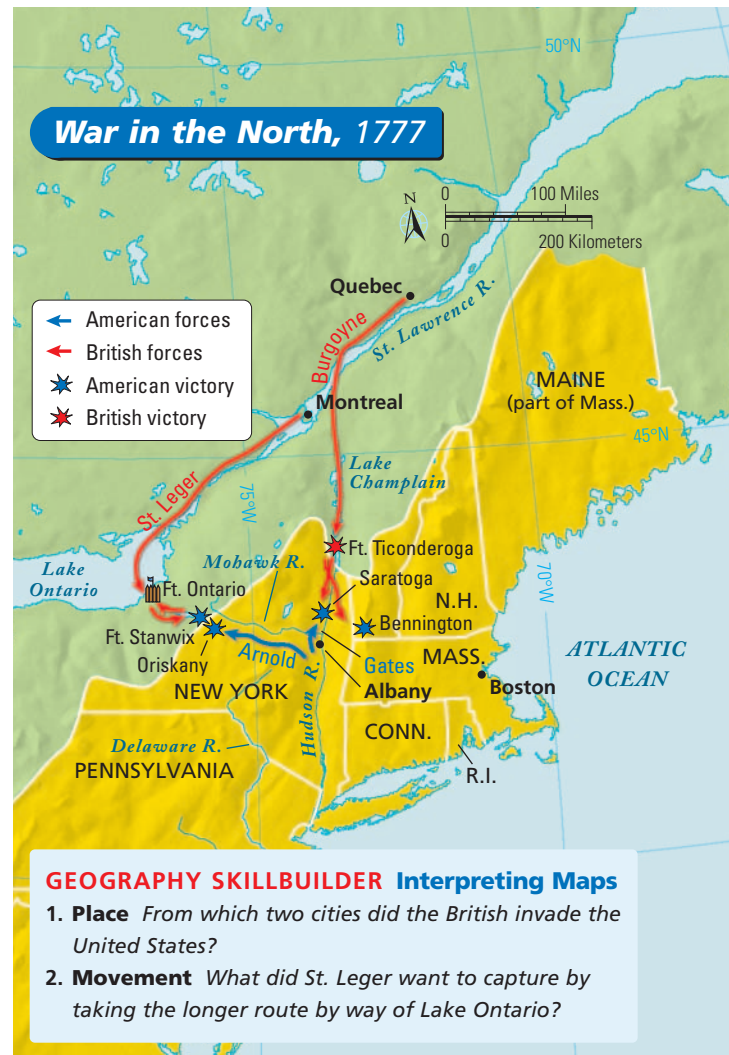 50°N
War in the North, 1777
N
0 100 Miles
0 200 Kilometers
Quebec
St. Lawrence R.
Burgoyne
American forces
British forces
American victory
British victory
MAINE
(part of Mass.)
Montreal
45°N
Lake
Champlain
St. Leger
75°W
Ft. Ticonderoga
Mohawk R.
Lake
Ontario
Saratoga
70°W
Ft. Ontario
N.H.
Bennington
Ft. Stanwix
Oriskany
Arnold
Gates
MASS.
ATLANTIC
OCEAN
NEW YORK
Hudson R.
Albany
Boston
CONN.
Delaware R.
PENNSYLVANIA
R.I.
GEOGRAPHY SKILLBUILDER Interpreting Maps
1. Place From which two cities did the British invade the
United States?
2. Movement What did St. Leger want to capture by
taking the longer route by way of Lake Ontario?